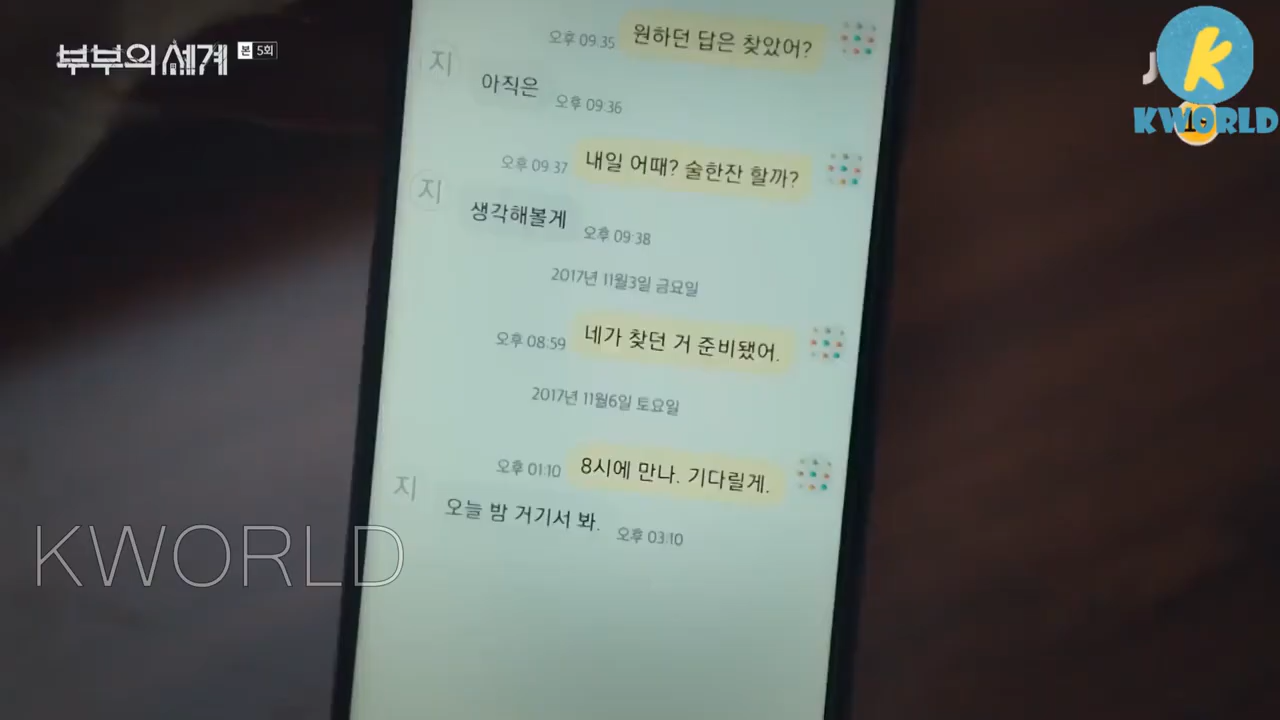 부부의 세계 본 5회
KWORLD
오후 09:35 원하던 답은 찾았어?
지
아직은 오후 09:36
오후 09:37 내일 어때? 술한잔 할까?
지
생각해볼게 오후 09:38
2017년 11월3일 금요일
오후 08:59 네가 찾던 거 준비됐어.
2017년 11월6일 토요일
오후 01:10 8시에 만나. 기다릴게.
지
오늘 밤 거기서 봐. 오후 03:10
KWORLD